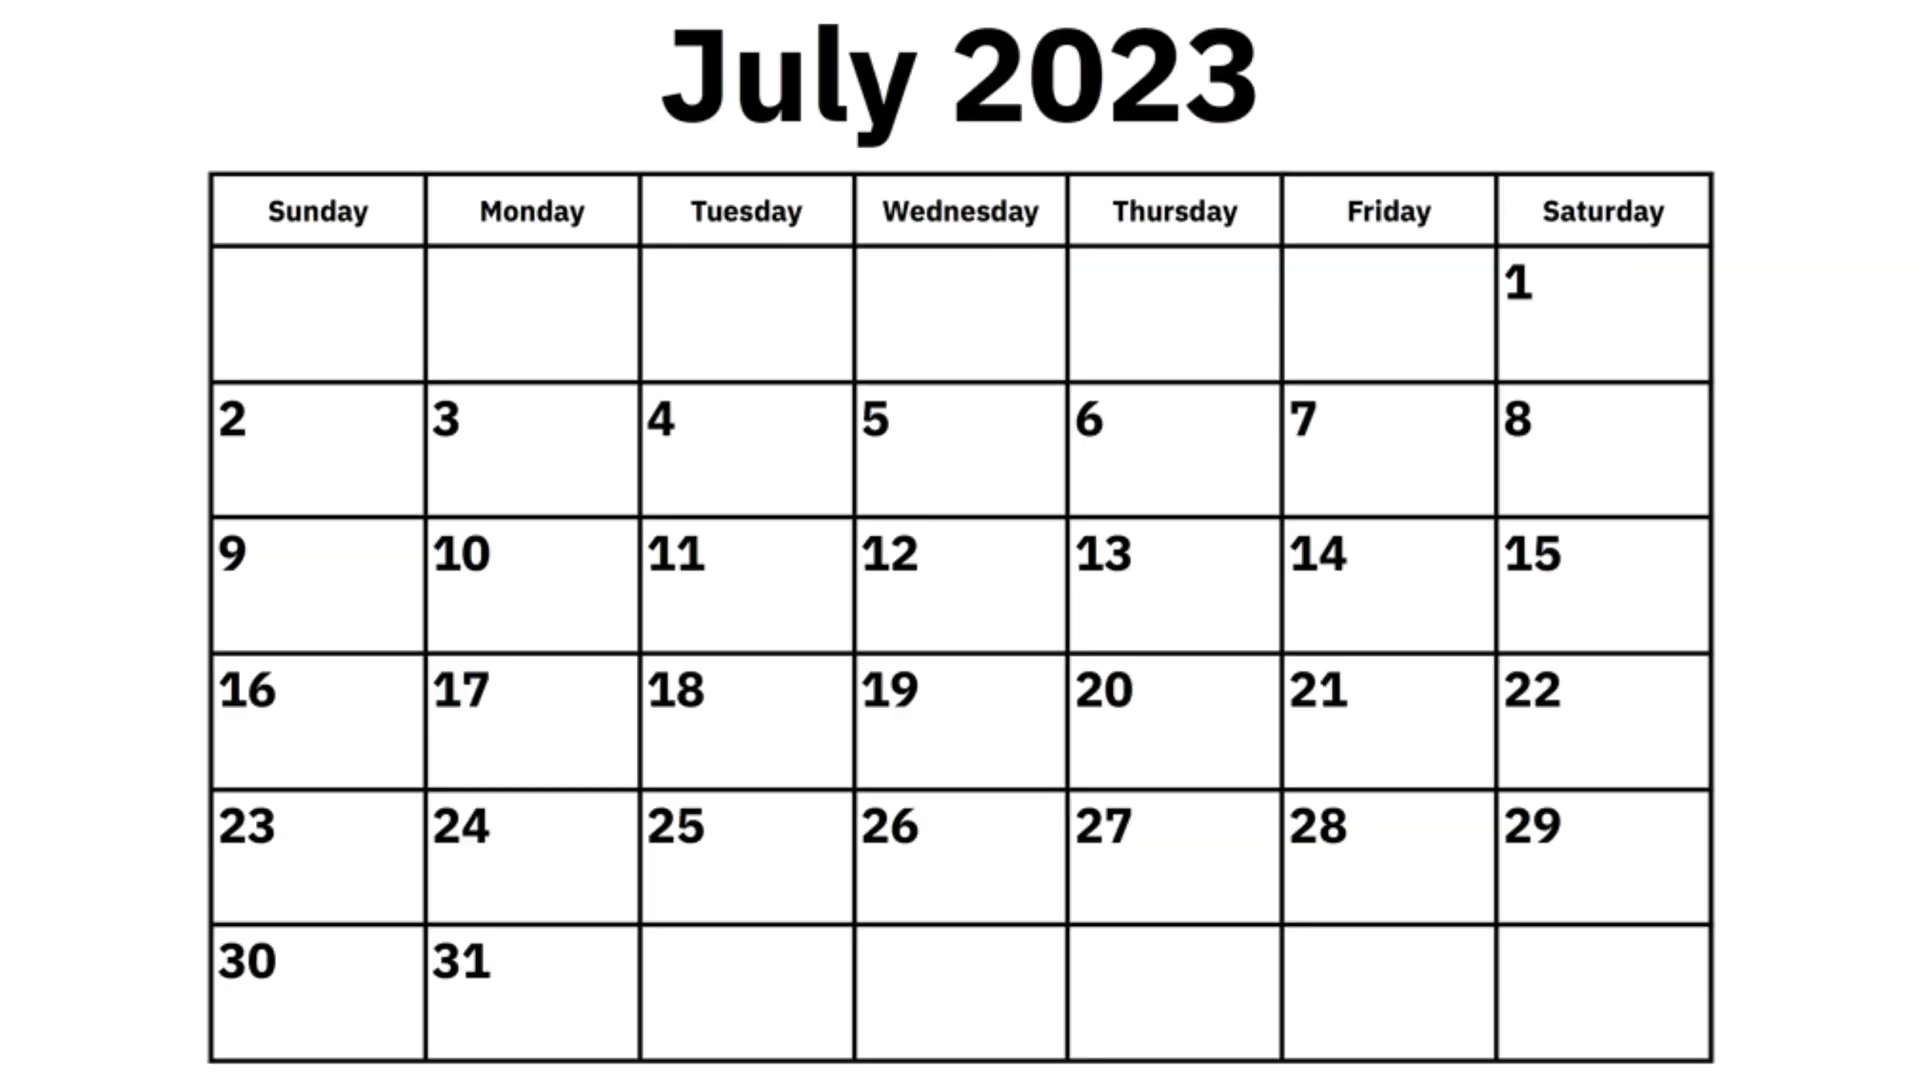 July 2023
Sunday Monday Tuesday Wednesday Thursday Friday Saturday
1
2 3 4 5 6 7 8
9 10 11 12 13 14 15
16 17 18 19 20 21 22
23 24 25 26 27 28 29
30 31